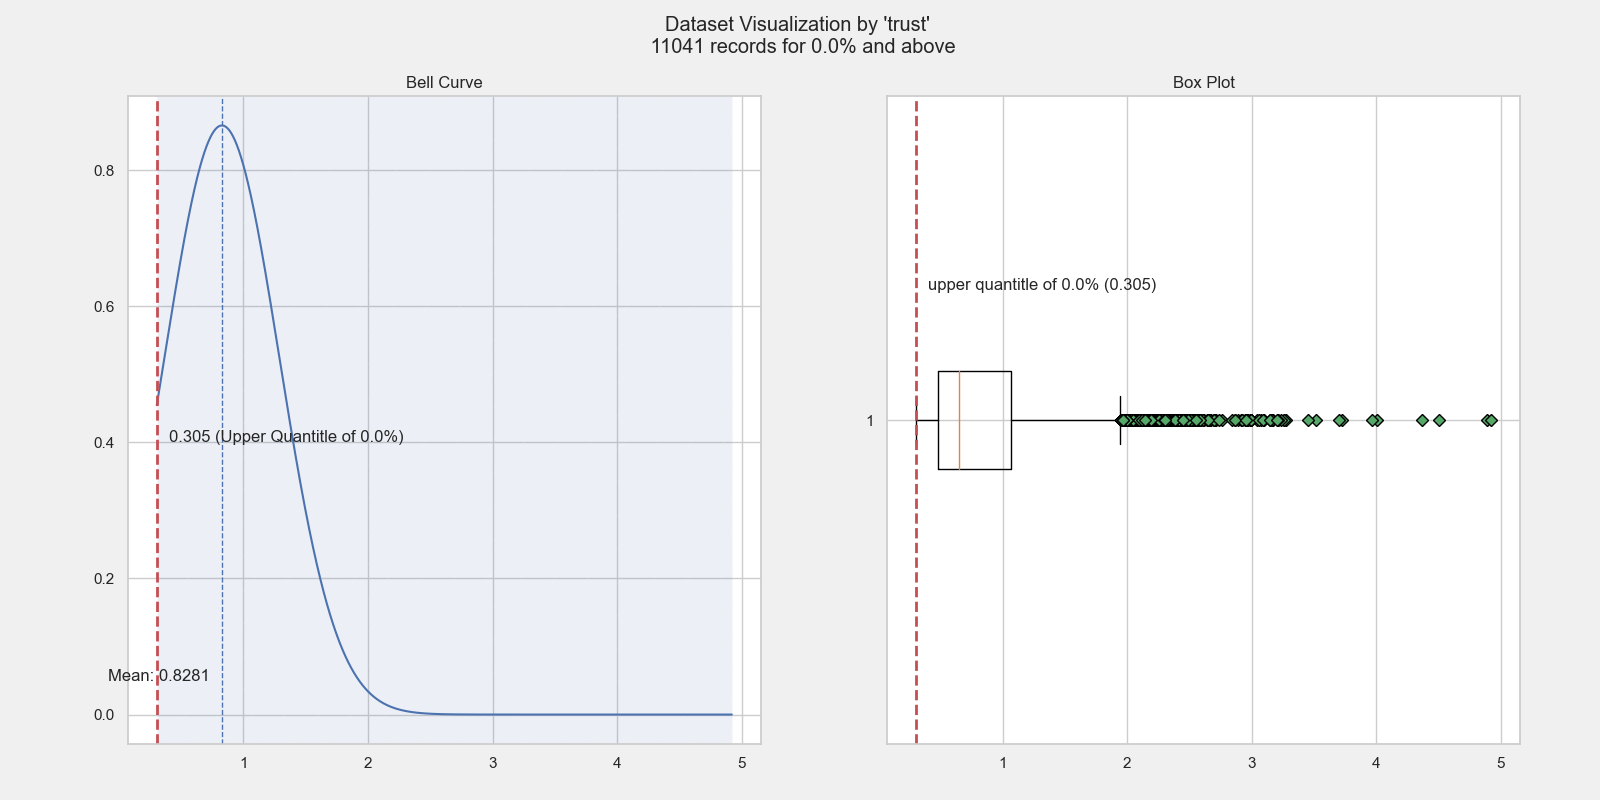 Dataset Visualization by 'trust'
11041 records for 0.0% and above
Bell Curve
0.8
0.6
0.4
0.2
0.0
0.305 (Upper Quantitle of 0.0%)
Mean: 0.8281
1 2 3 4 5
Box Plot
upper quantitle of 0.0% (0.305)
1
1 2 3 4 5